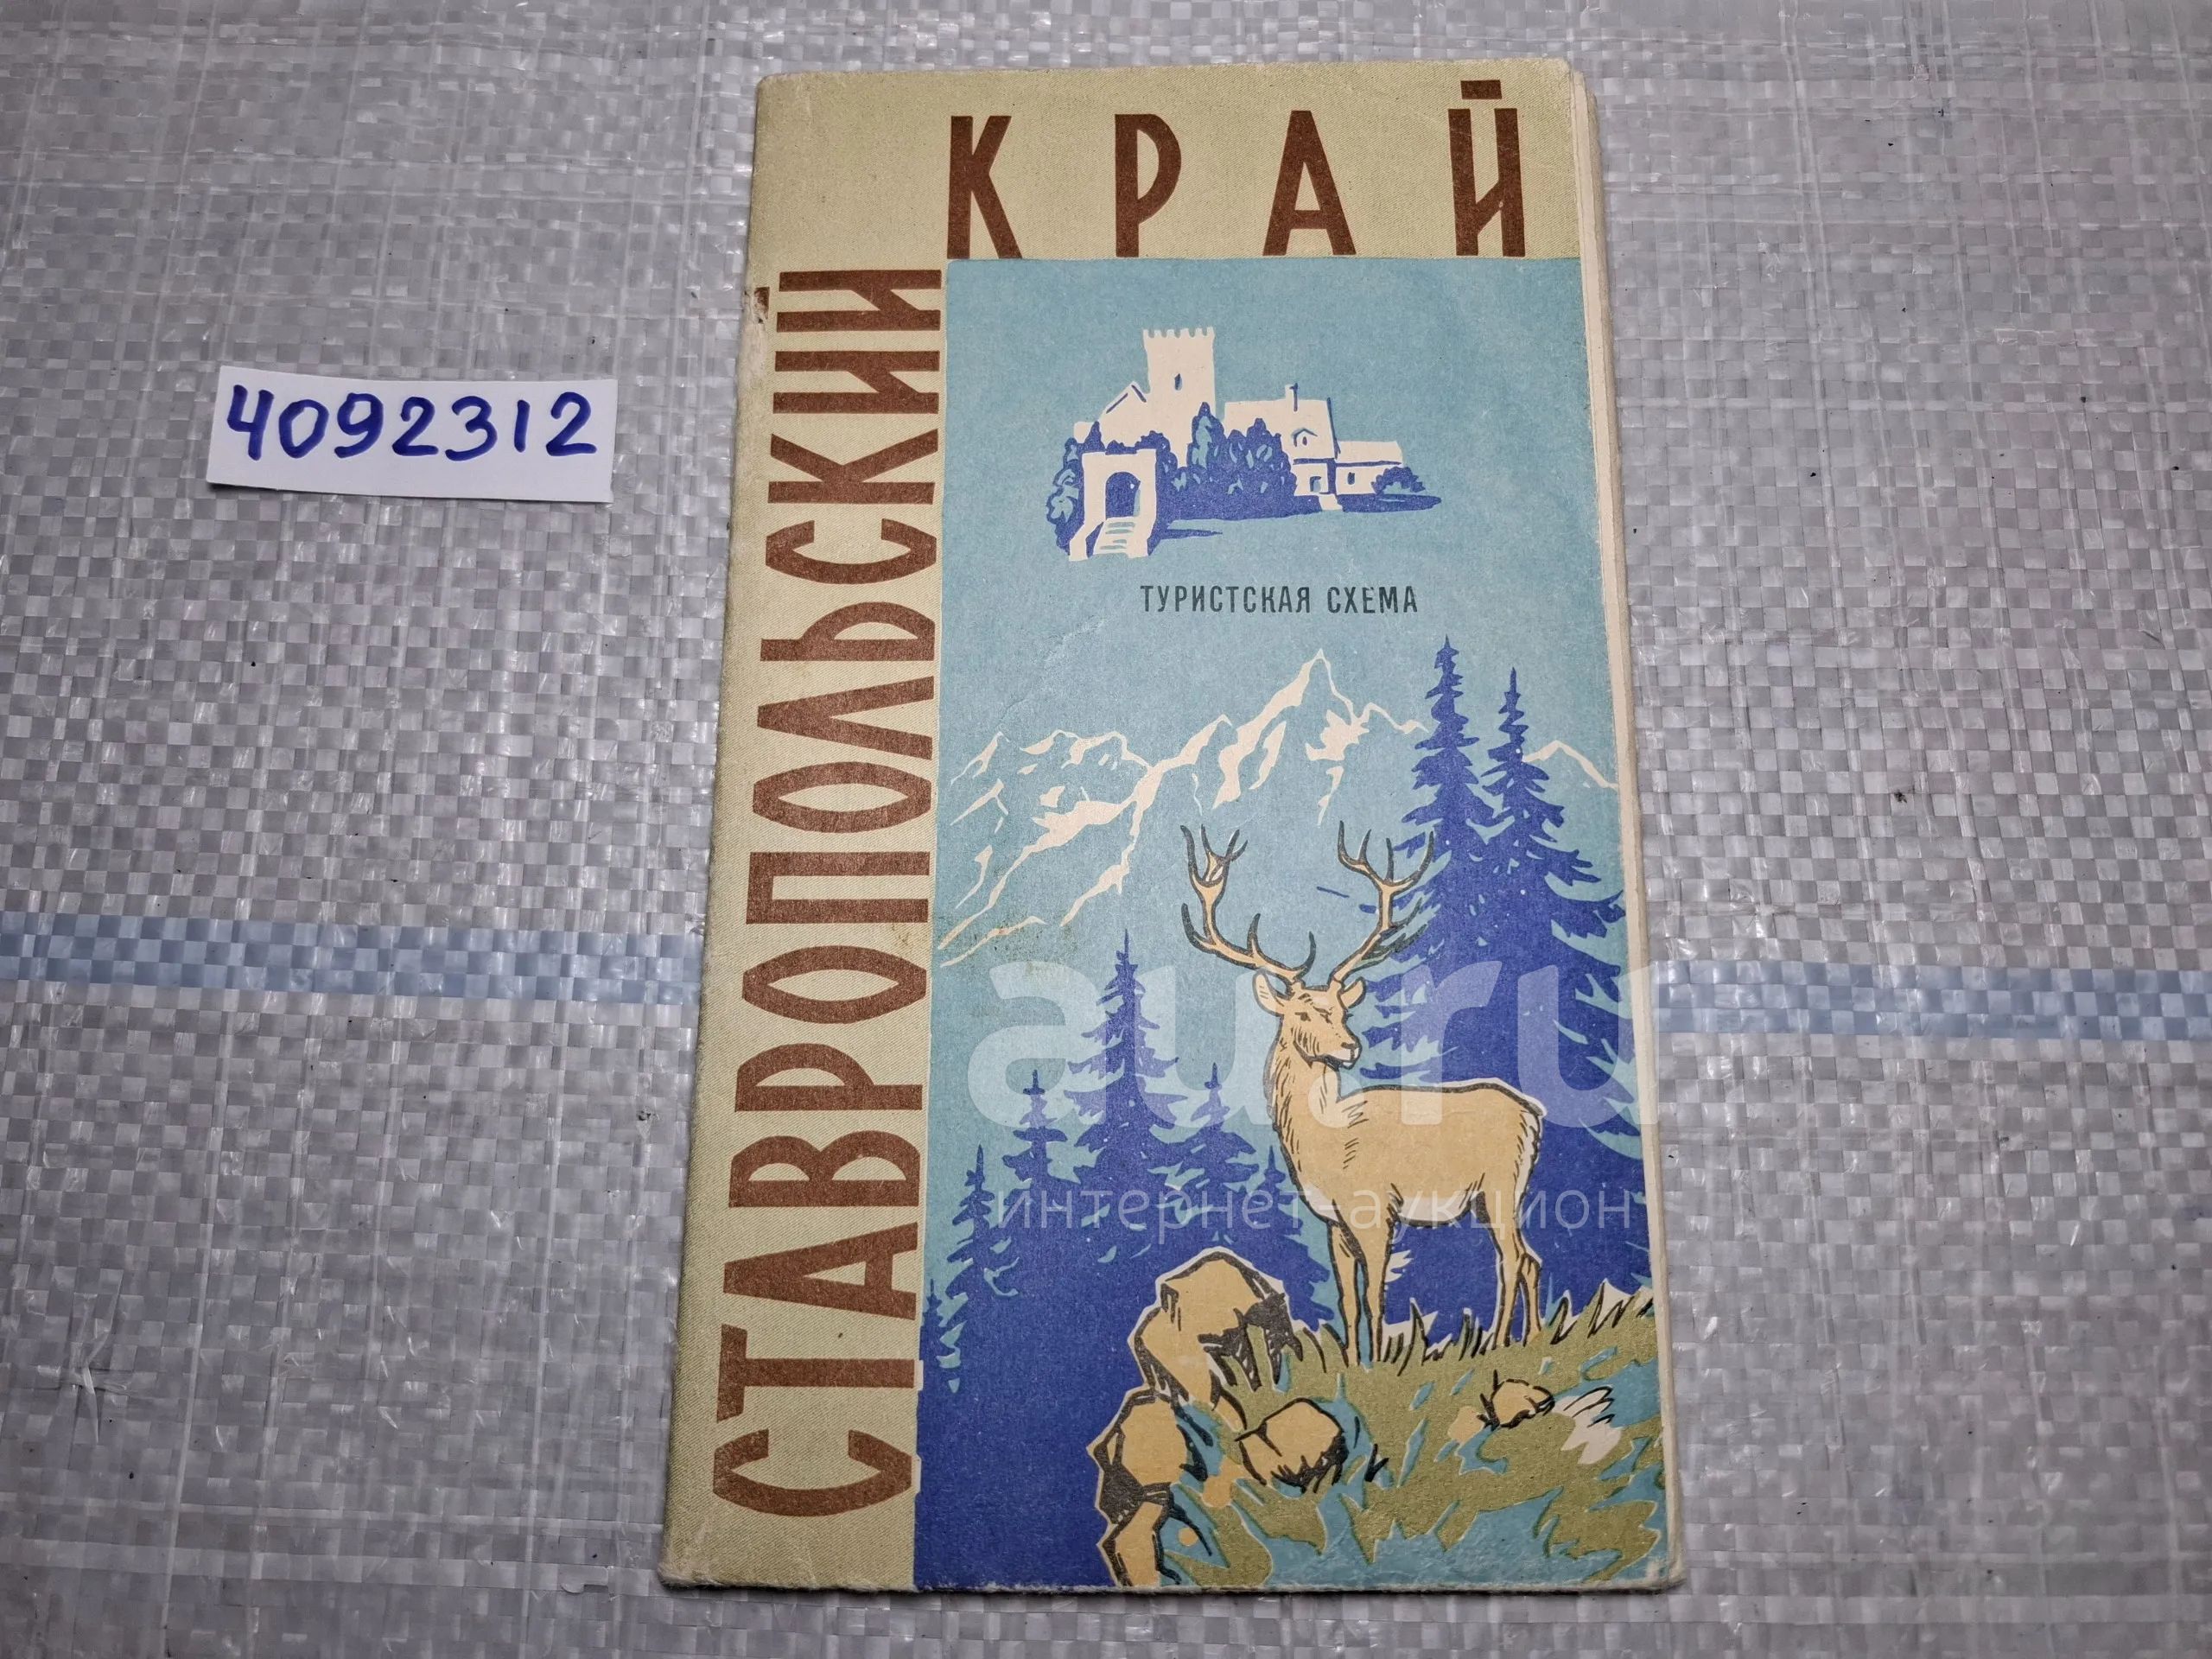 КРАЙ
СТАВРОПОЛЬСКИЙ
4092312
ТУРИСТСКАЯ СХЕМА
au.ru
интернет-аукцион